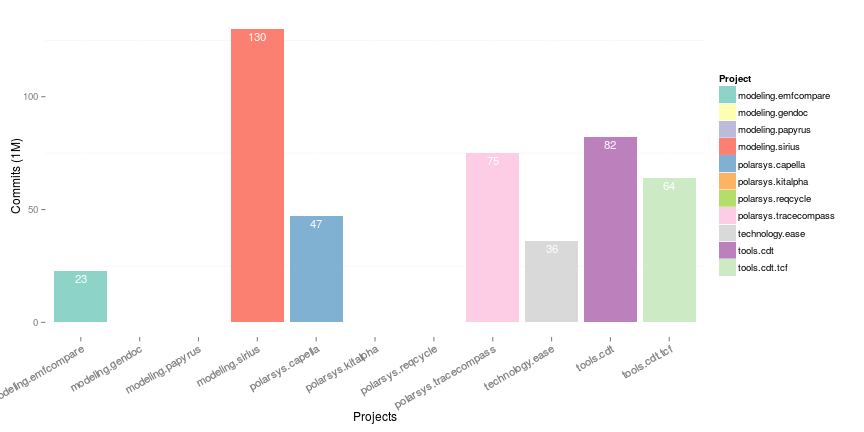 130
100
82
75
64
50
47
36
23
0
Commits (1M)
modeling.gendoc
modeling.papyrus
modeling.sirius
polarsys.capella
polarsys.kitalpha
polarsys.reqcycle
polarsys.tracecompass
technology.ease
tools.cdt
tools.cdt.tcf
Projects
Project
modeling.emfcompare
modeling.gendoc
modeling.papyrus
modeling.sirius
polarsys.capella
polarsys.kitalpha
polarsys.reqcycle
polarsys.tracecompass
technology.ease
tools.cdt
tools.cdt.tcf